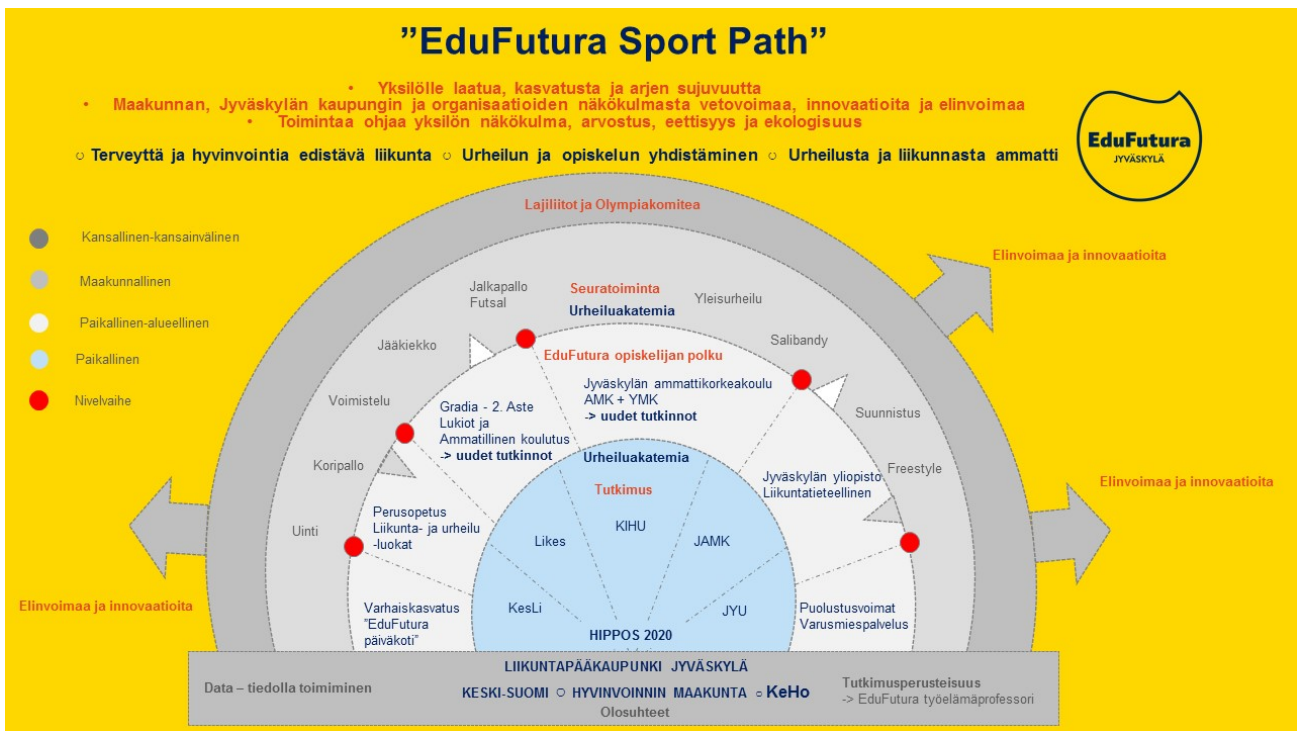 ”EduFutura Sport Path”
• Yksilölle laatua, kasvatusta ja arjen sujuvuutta
• Maakunnan, Jyväskylän kaupungin ja organisaatioiden näkökulmasta vetovoimaa, innovaatioita ja elinvoimaa
• Toimintaa ohjaa yksilön näkökulma, arvostus, eettisyys ja ekologisuus
○ Terveyttä ja hyvinvointia edistävä liikunta ○ Urheilun ja opiskelun yhdistäminen ○ Urheilusta ja liikunnasta ammatti
EduFutura
JYVÄSKYLÄ
Kansallinen-kansainvälinen
Maakunnallinen
Paikallinen-alueellinen
Paikallinen
Nivelvaihe
Lajiliitot ja Olympiakomitea
Elinvoimaa ja innovaatioita
Elinvoimaa ja innovaatioita
Elinvoimaa ja innovaatioita
Seuratoiminta
Urheiluakatemia
Uinti
Koripallo
Voimistelu
Jääkiekko
Jalkapallo
Futsal
Yleisurheilu
Salibandy
Suunnistus
Freestyle
EduFutura opiskelijan polku
Varhaiskasvatus
”EduFutura
päiväkoti”
Perusopetus
Liikunta- ja urheilu
-luokat
Gradia - 2. Aste
Lukiot ja
Ammatillinen koulutus
-> uudet tutkinnot
Jyväskylän ammattikorkeakoulu
AMK + YMK
-> uudet tutkinnot
Jyväskylän yliopisto
Liikuntatieteellinen
Puolustusvoimat
Varusmiespalvelus
Urheiluakatemia
Tutkimus
KesLi
Likes
KIHU
JAMK
JYU
HIPPOS 2020
LIIKUNTAPÄÄKAUPUNKI JYVÄSKYLÄ
Data – tiedolla toimiminen
KESKI-SUOMI ○ HYVINVOINNIN MAAKUNTA ○ KeHo
Olosuhteet
Tutkimusperusteisuus
-> EduFutura työelämäprofessori